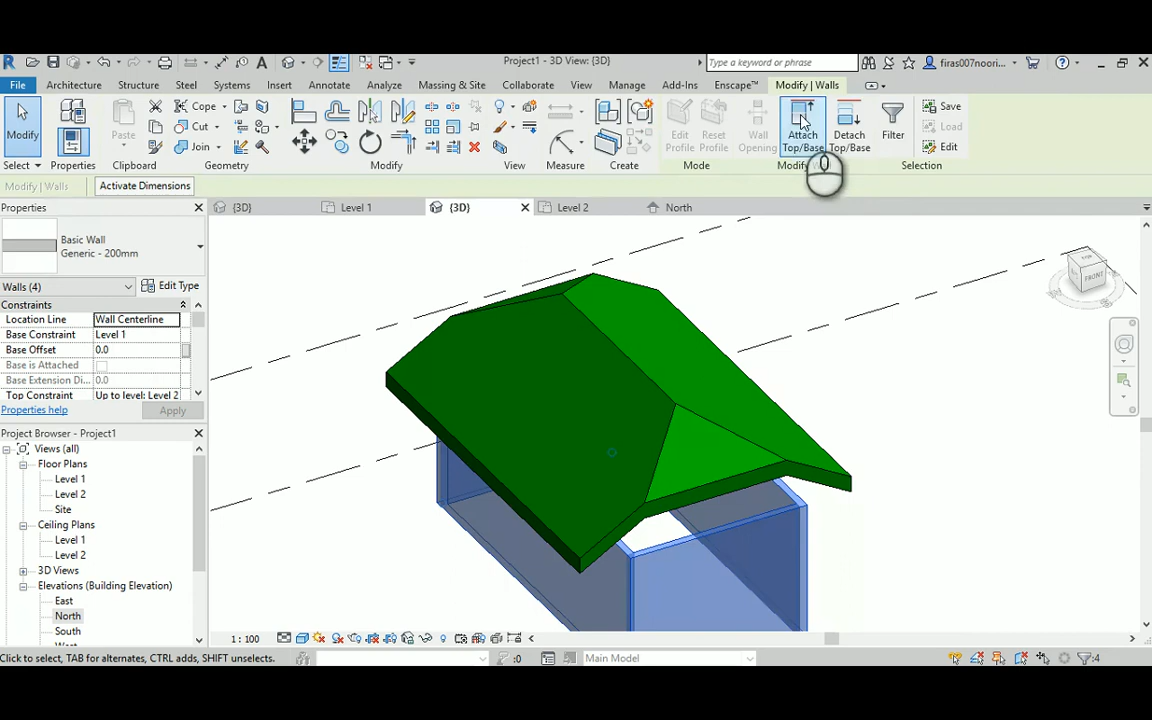 Project1 - 3D View: {3D}
Type a keyword or phrase
firas007noori...
File Architecture Structure Steel Systems Insert Annotate Analyze Massing & Site Collaborate View Manage Add-Ins Enscape™ Modify | Walls
Modify
Paste
Cope
Cut
Join
Edit Profile
Reset Profile
Wall Opening
Attach Top/Base
Detach Top/Base
Filter
Save
Load
Edit
Select Properties Clipboard Geometry Modify View Measure Create Mode Selection
Modify | Walls Activate Dimensions
Properties
{3D} Level 1 {3D} Level 2 North
Basic Wall
Generic - 200mm
Walls (4) Edit Type
Constraints
Location Line Wall Centerline
Base Constraint Level 1
Base Offset 0.0
Base is Attached
Base Extension Di... 0.0
Top Constraint Up to level: Level 2
Properties help Apply
Project Browser - Project1
Views (all)
Floor Plans
Level 1
Level 2
Site
Ceiling Plans
Level 1
Level 2
3D Views
Elevations (Building Elevation)
East
North
South
FRONT
1 : 100
Click to select, TAB for alternates, CTRL adds, SHIFT unselects.
:0
Main Model
:4